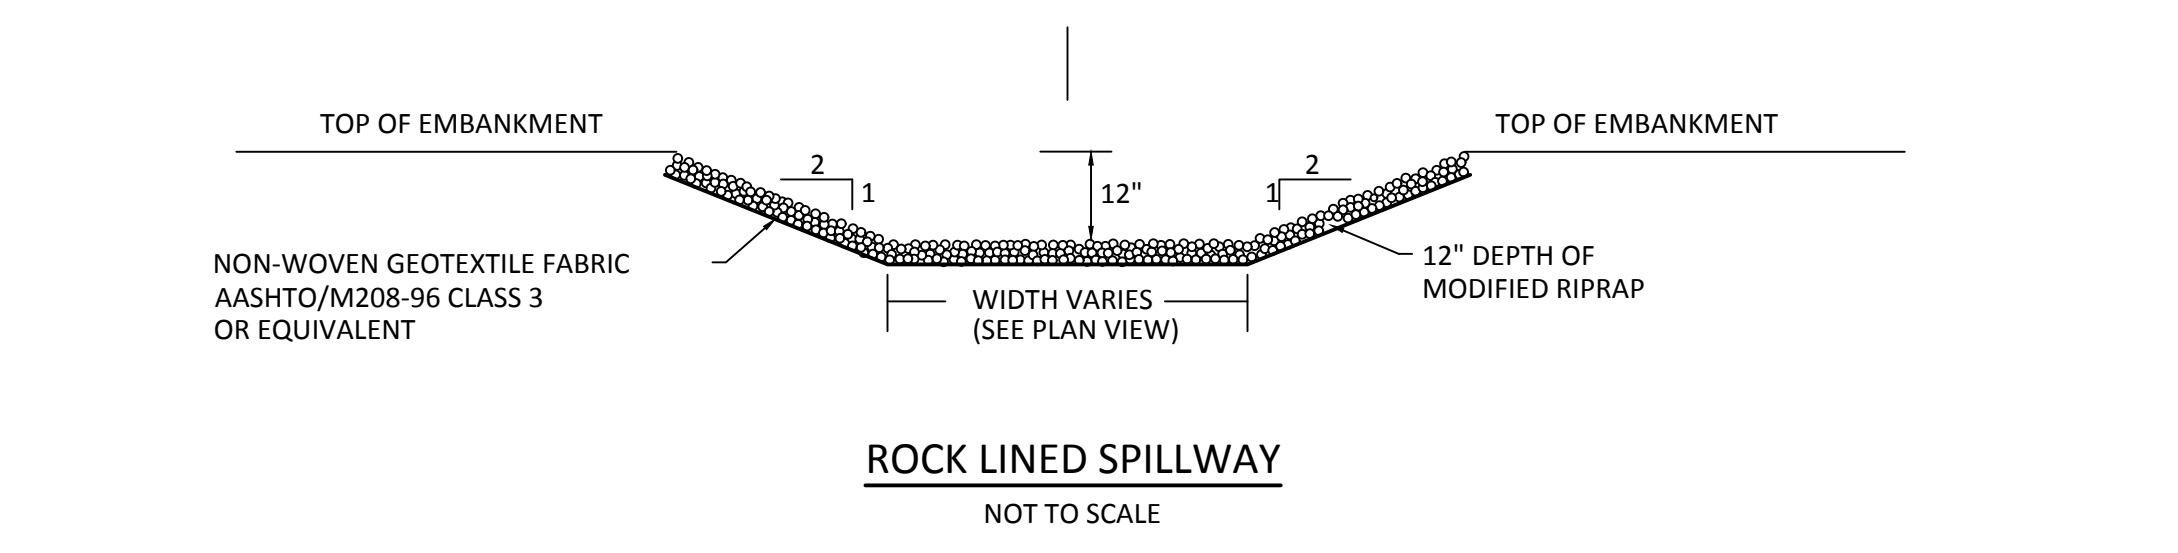 TOP OF EMBANKMENT
TOP OF EMBANKMENT
2
1
12"
2
1
NON-WOVEN GEOTEXTILE FABRIC
AASHTO/M208-96 CLASS 3
OR EQUIVALENT
12" DEPTH OF
MODIFIED RIPRAP
WIDTH VARIES
(SEE PLAN VIEW)
ROCK LINED SPILLWAY
NOT TO SCALE